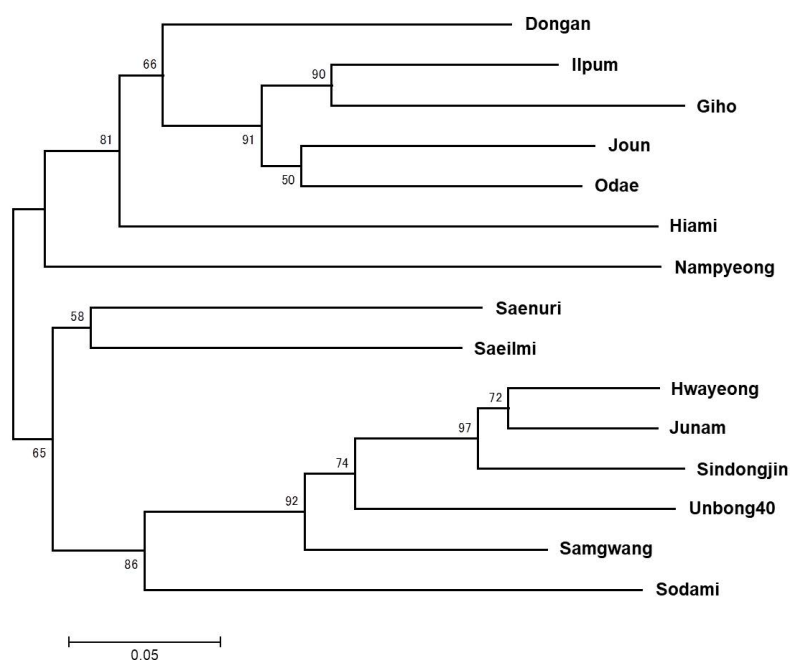 Dongan
66
Ilpum
90
Giho
81
91
Joun
50
Odae
Hiami
Nampyeong
Saenuri
58
Saeilmi
Hwayeong
72
Junam
97
65
74
Sindongjin
92
Unbong40
Samgwang
86
Sodami
0.05